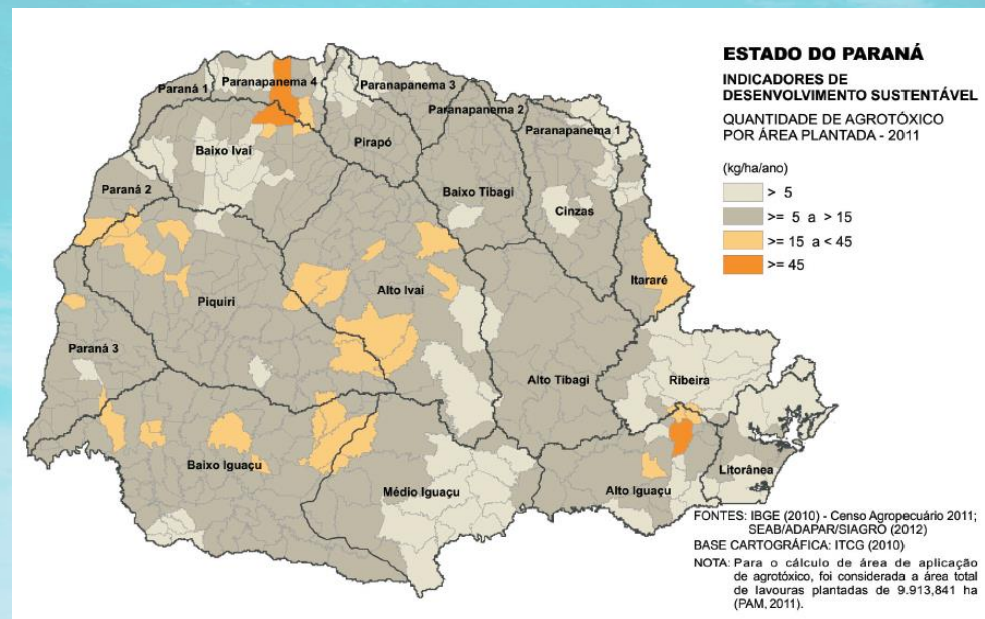 ESTADO DO PARANÁ
INDICADORES DE
DESENVOLVIMENTO SUSTENTÁVEL
QUANTIDADE DE AGROTÓXICO
POR ÁREA PLANTADA - 2011
(kg/ha/ano)
> 5
>= 5 a > 15
>= 15 a < 45
>= 45
Paraná 1
Paranapanema 4
Paranapanema 3
Paranapanema 2
Paranapanema 1
Pirapó
Baixo Ivaí
Baixo Tibagi
Cinzas
Paraná 2
Itararé
Piquiri
Alto Ivaí
Paraná 3
Alto Tibagi
Ribeira
Baixo Iguaçu
Médio Iguaçu
Alto Iguaçu
Litorânea
FONTES: IBGE (2010) - Censo Agropecuário 2011;
SEAB/ADAPAR/SIAGRO (2012)
BASE CARTOGRÁFICA: ITCG (2010)
NOTA: Para o cálculo de área de aplicação
de agrotóxico, foi considerada a área total
de lavouras plantadas de 9.913,841 ha
(PAM, 2011).